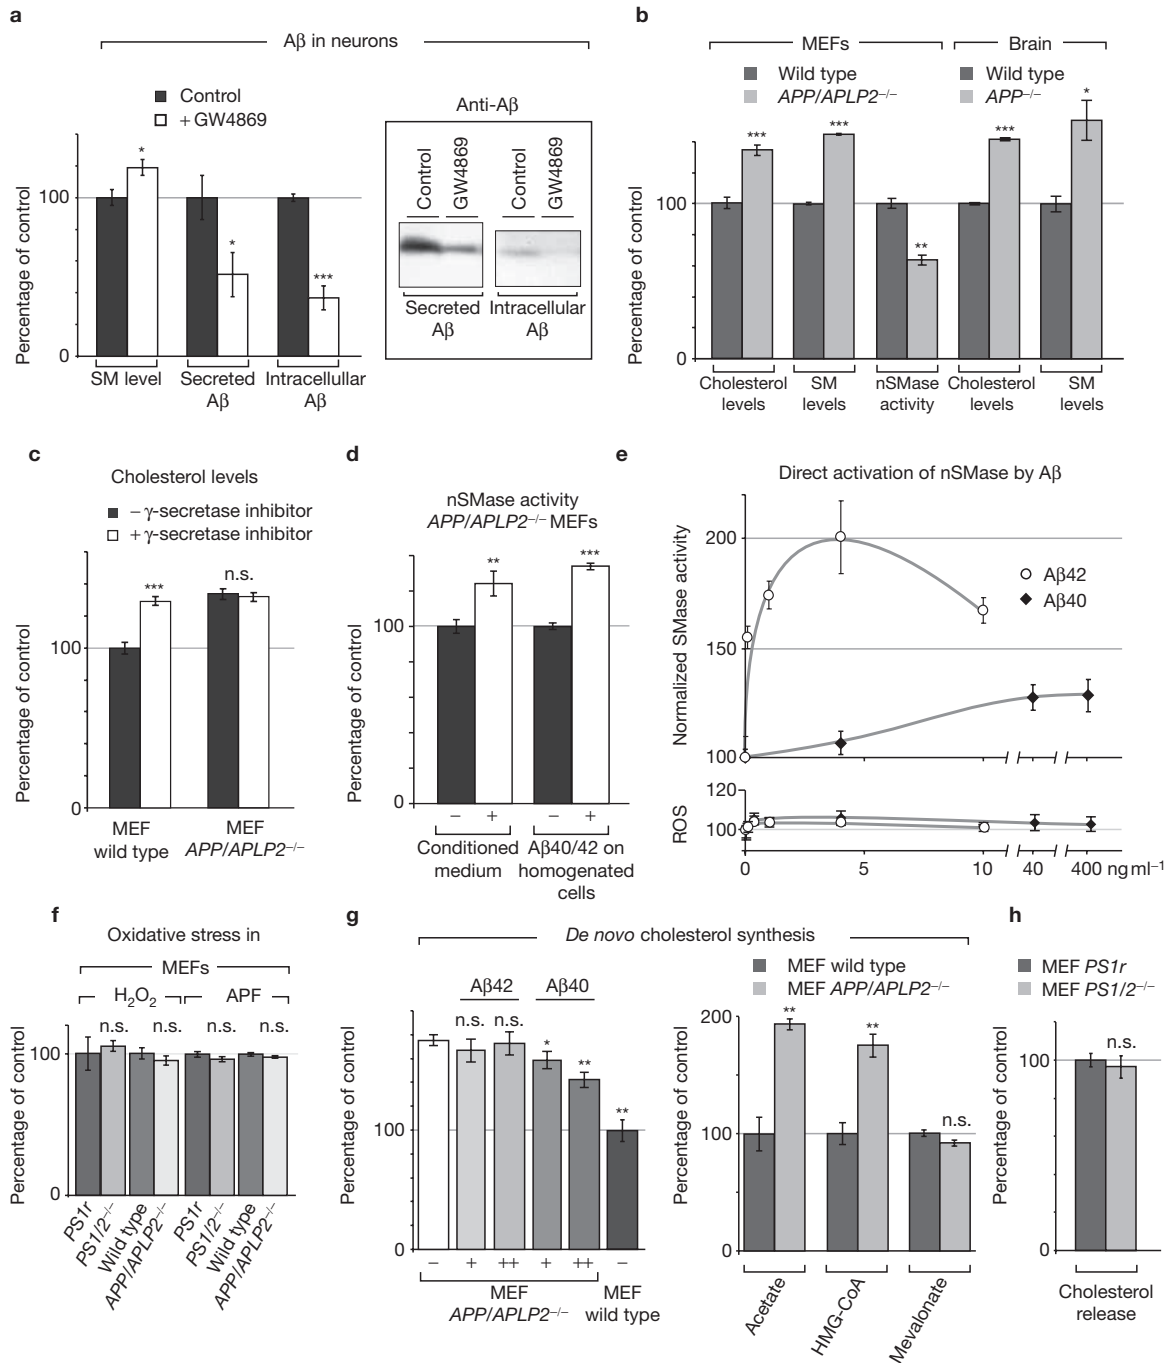 a
Aβ in neurons
Control
+ GW4869
Percentage of control
100
0
*
*
***
SM level
Secreted
Aβ
Intracellullar
Aβ
Anti-Aβ
Control
GW4869
Control
GW4869
Secreted
Aβ
Intracellular
Aβ
b
MEFs
Brain
Wild type
APP/APLP2−/−
Wild type
APP−/−
Percentage of control
100
0
***
***
**
***
*
Cholesterol
levels
SM
levels
nSMase
activity
Cholesterol
levels
SM
levels
c
Cholesterol levels
− γ-secretase inhibitor
+ γ-secretase inhibitor
Percentage of control
100
0
***
n.s.
MEF
wild type
MEF
APP/APLP2−/−
d
nSMase activity
APP/APLP2−/− MEFs
Percentage of control
100
0
**
***
− + − +
Conditioned
medium
Aβ40/42 on
homogenated
cells
e
Direct activation of nSMase by Aβ
Normalized SMase activity
200
150
100
Aβ42
Aβ40
ROS
120
100
0 5 10 40 400 ng ml−1
f
Oxidative stress in
MEFs
H2O2
APF
n.s. n.s. n.s. n.s.
Percentage of control
100
0
PS1r
PS1/2−/−
Wild type
APP/APLP2−/−
PS1r
PS1/2−/−
Wild type
APP/APLP2−/−
g
De novo cholesterol synthesis
Aβ42
Aβ40
n.s. n.s. * ** **
Percentage of control
100
0
− + ++ + ++ −
MEF
APP/APLP2−/−
MEF
wild type
MEF wild type
MEF APP/APLP2−/−
Percentage of control
200
100
0
**
**
n.s.
Acetate
HMG-CoA
Mevalonate
h
MEF PS1r
MEF PS1/2−/−
Percentage of control
100
0
n.s.
Cholesterol
release